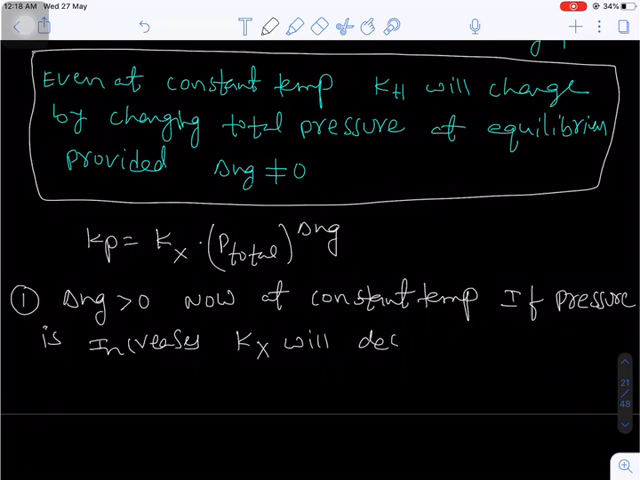 12:18 AM Wed 27 May
34%
Even at constant temp KH will change
by changing total pressure at equilibrium
provided Δng ≠ 0
Kp = Kx · (Ptotal)^Δng
① Δng > 0 NOW at constant temp If pressure
is Increases Kx will dec
21
/
48